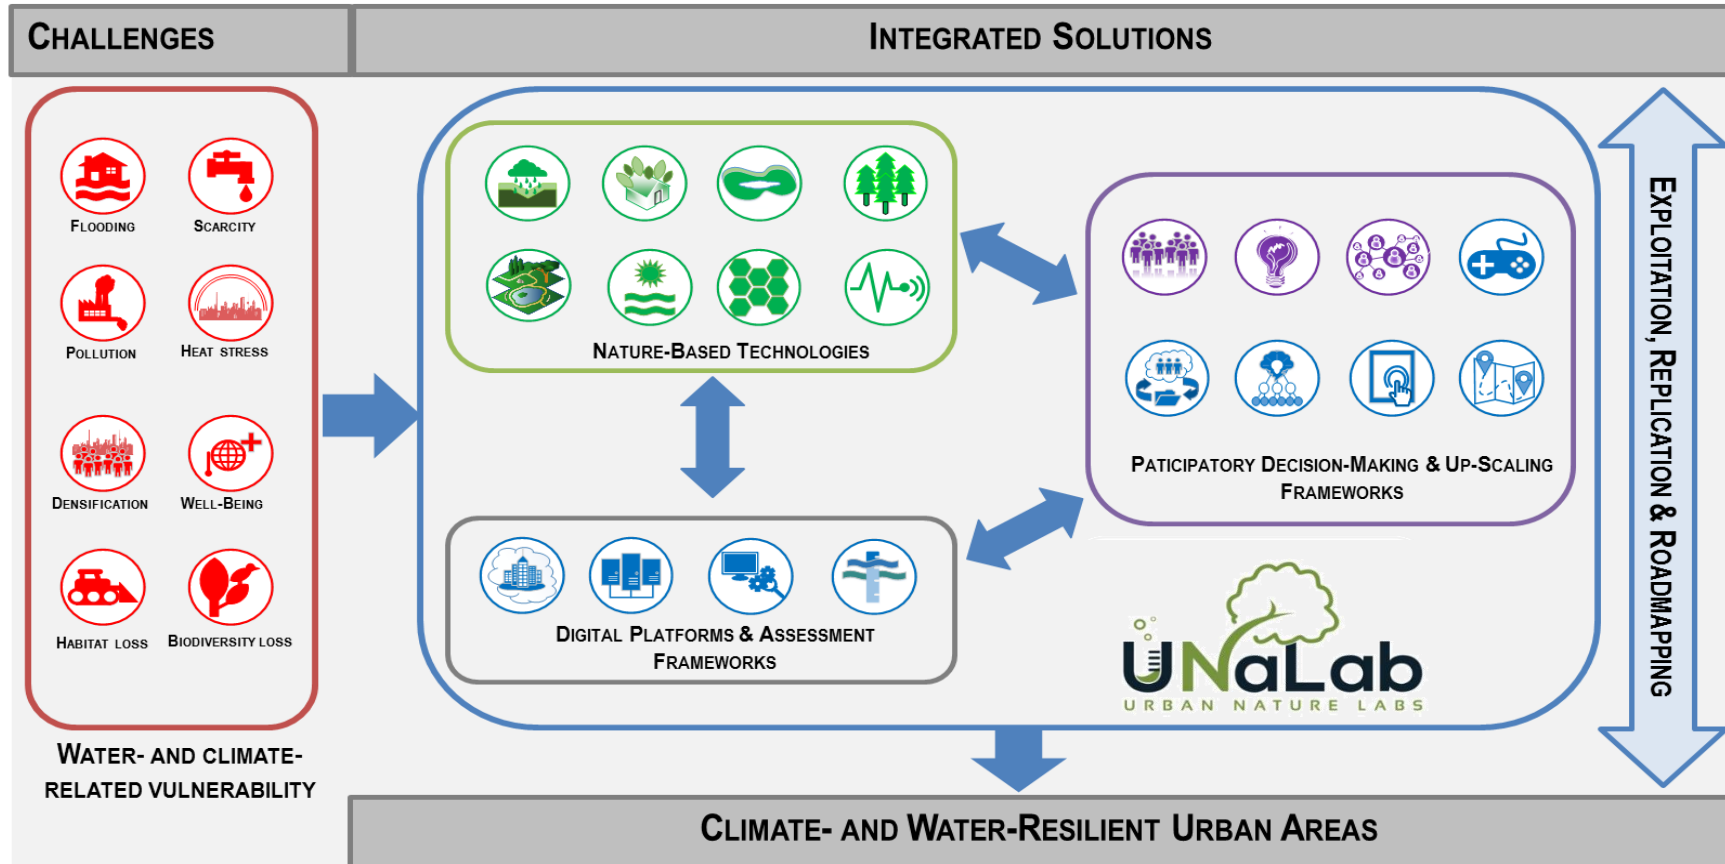 CHALLENGES
INTEGRATED SOLUTIONS
FLOODING
SCARCITY
POLLUTION
HEAT STRESS
DENSIFICATION
WELL-BEING
HABITAT LOSS
BIODIVERSITY LOSS
WATER- AND CLIMATE-
RELATED VULNERABILITY
NATURE-BASED TECHNOLOGIES
PATICIPATORY DECISION-MAKING & UP-SCALING
FRAMEWORKS
DIGITAL PLATFORMS & ASSESSMENT
FRAMEWORKS
UNaLab
URBAN NATURE LABS
EXPLOITATION, REPLICATION & ROADMAPPING
CLIMATE- AND WATER-RESILIENT URBAN AREAS